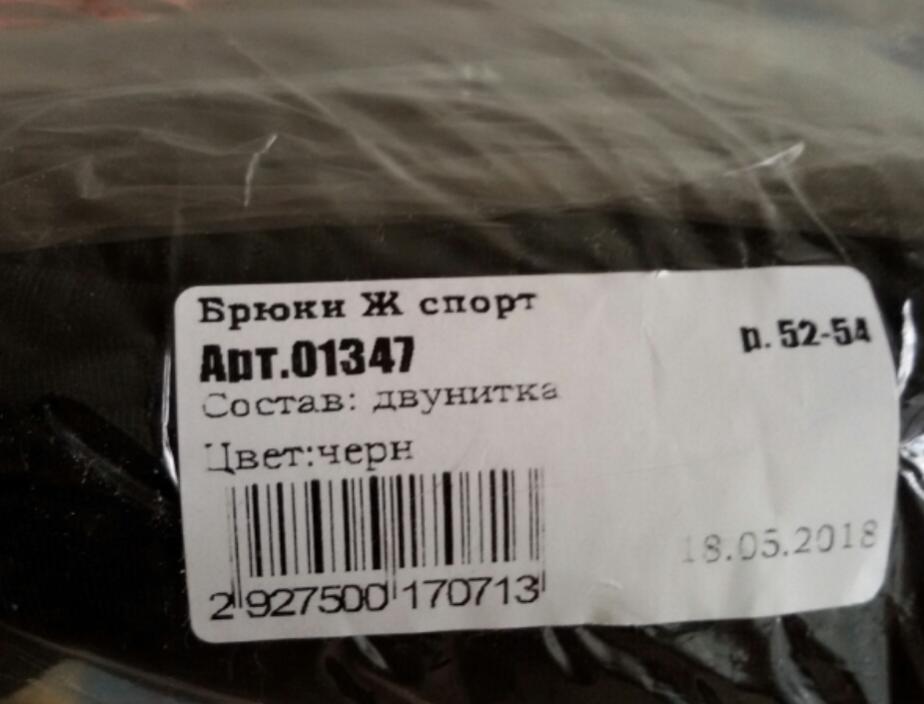 Брюки Ж спорт
Арт.01347
р. 52-54
Состав: двунитка
Цвет:черн
18.05.2018
2 927500 170713